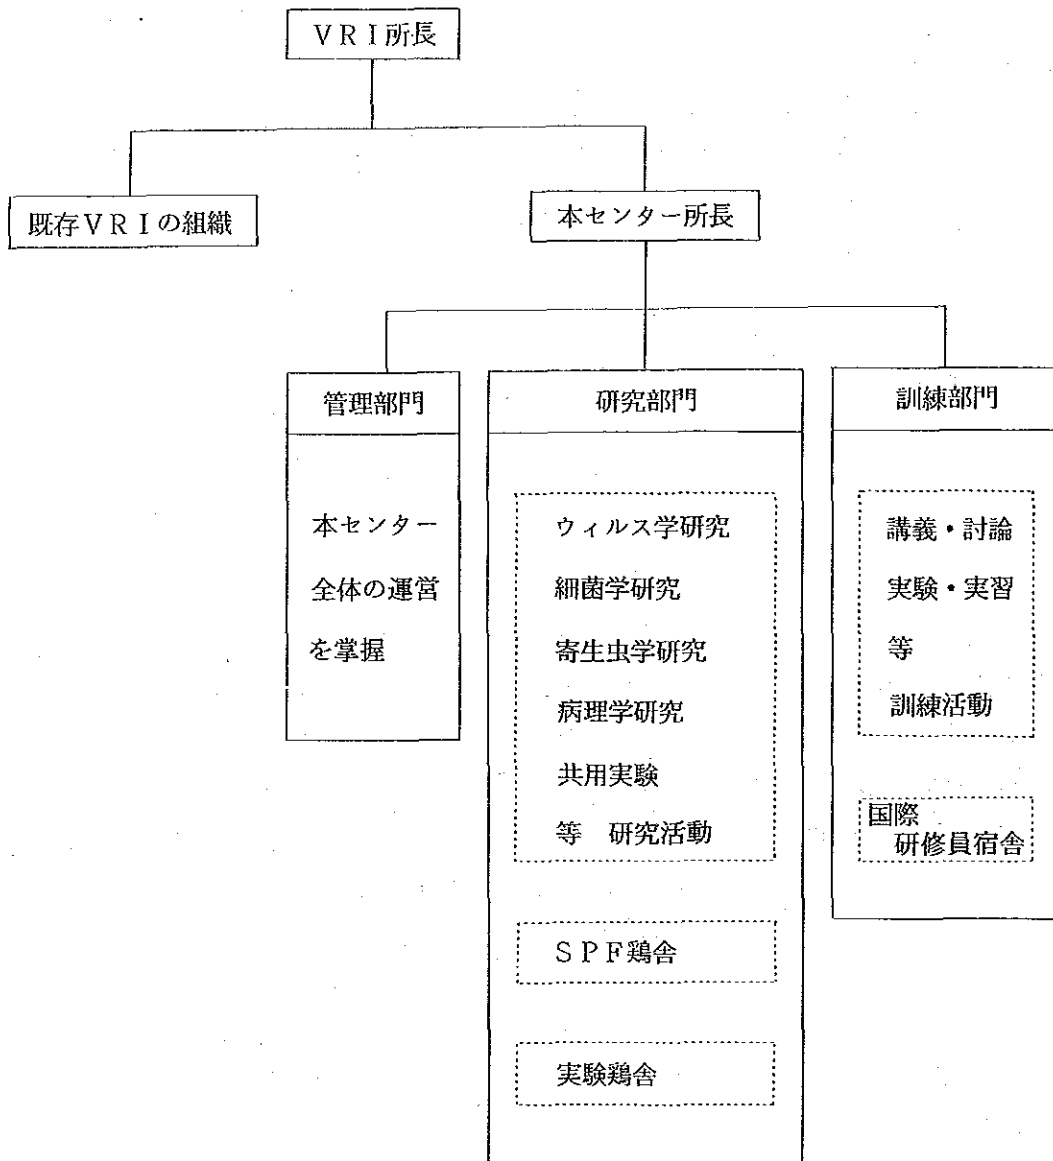 VRI所長
既存VRIの組織
本センター所長
管理部門
本センター
全体の運営
を掌握
研究部門
ウィルス学研究
細菌学研究
寄生虫学研究
病理学研究
共用実験
等 研究活動
SPF鶏舎
実験鶏舎
訓練部門
講義・討論
実験・実習
等
訓練活動
国際
研修員宿舎